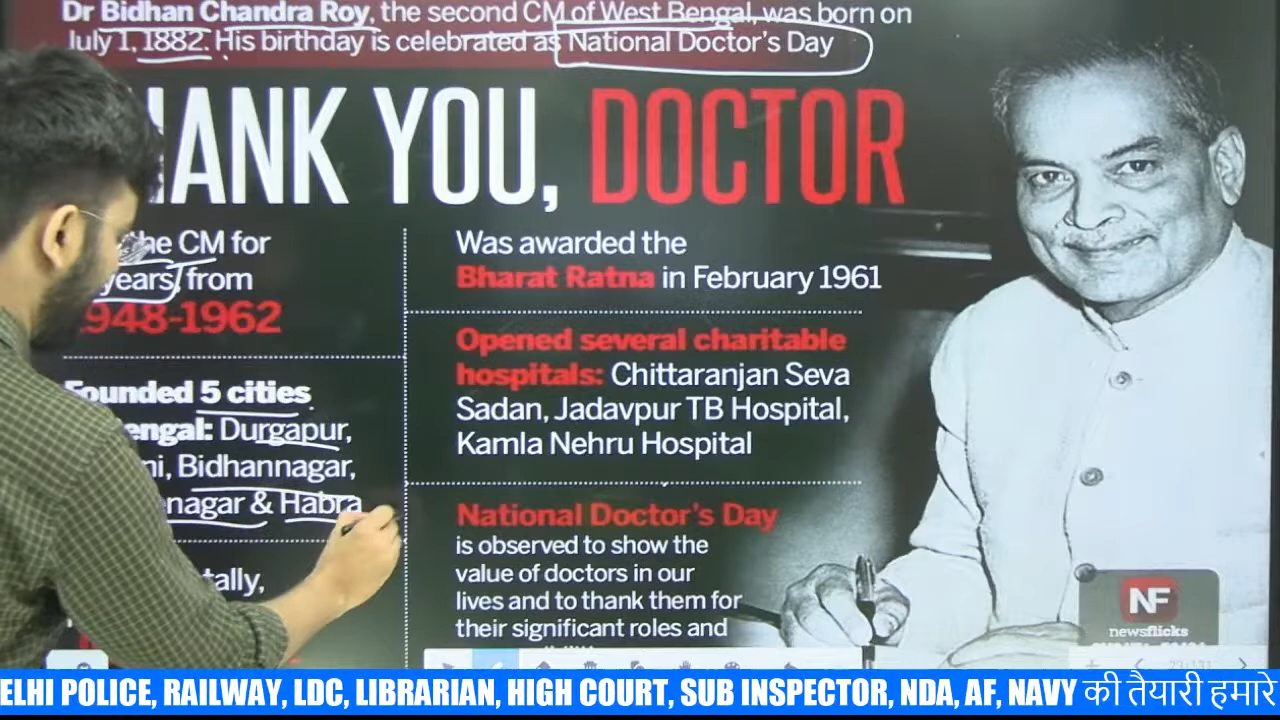 Dr Bidhan Chandra Roy, the second CM of West Bengal, was born on
July 1, 1882. His birthday is celebrated as National Doctor's Day
ANK YOU, DOCTOR
the CM for
years, from
948-1962
Founded 5 cities
engal: Durgapur,
ni, Bidhannagar,
enagar & Habra
tally,
Was awarded the
Bharat Ratna in February 1961
Opened several charitable
hospitals: Chittaranjan Seva
Sadan, Jadavpur TB Hospital,
Kamla Nehru Hospital
National Doctor's Day
is observed to show the
value of doctors in our
lives and to thank them for
their significant roles and
NF
newsflicks
ELHI POLICE, RAILWAY, LDC, LIBRARIAN, HIGH COURT, SUB INSPECTOR, NDA, AF, NAVY की तैयारी हमारे